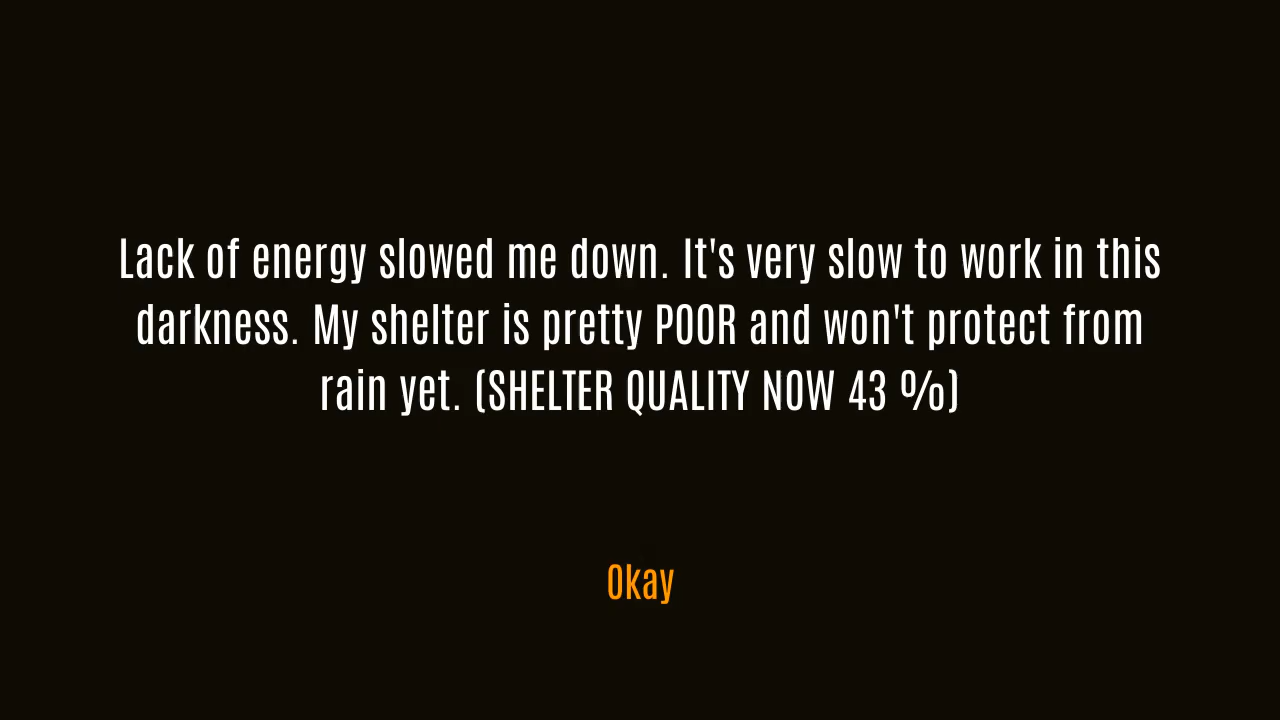 Lack of energy slowed me down. It's very slow to work in this
darkness. My shelter is pretty POOR and won't protect from
rain yet. (SHELTER QUALITY NOW 43 %)
Okay